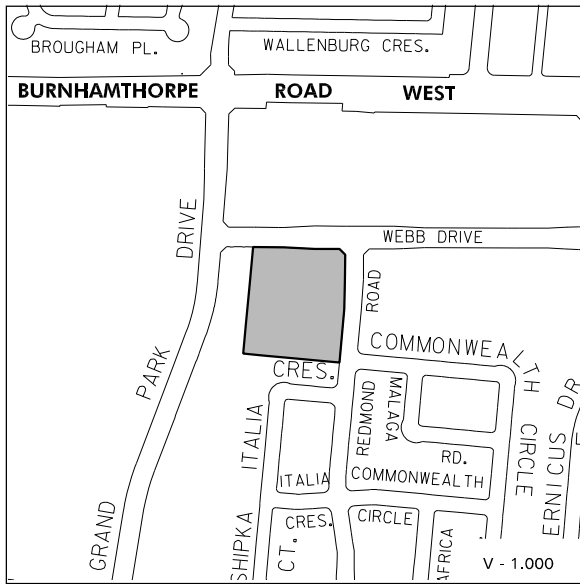 BROUGHAM PL.
WALLENBURG CRES.
BURNHAMTHORPE ROAD WEST
WEBB DRIVE
GRAND PARK DRIVE
REDMOND ROAD
COMMONWEALTH CIRCLE
CRES.
ITALIA
MALAGA RD.
ITALIA
CRES.
COMMONWEALTH
CIRCLE
SHIPKA
CT.
AFRICA
ERNICUS DR
V - 1.000